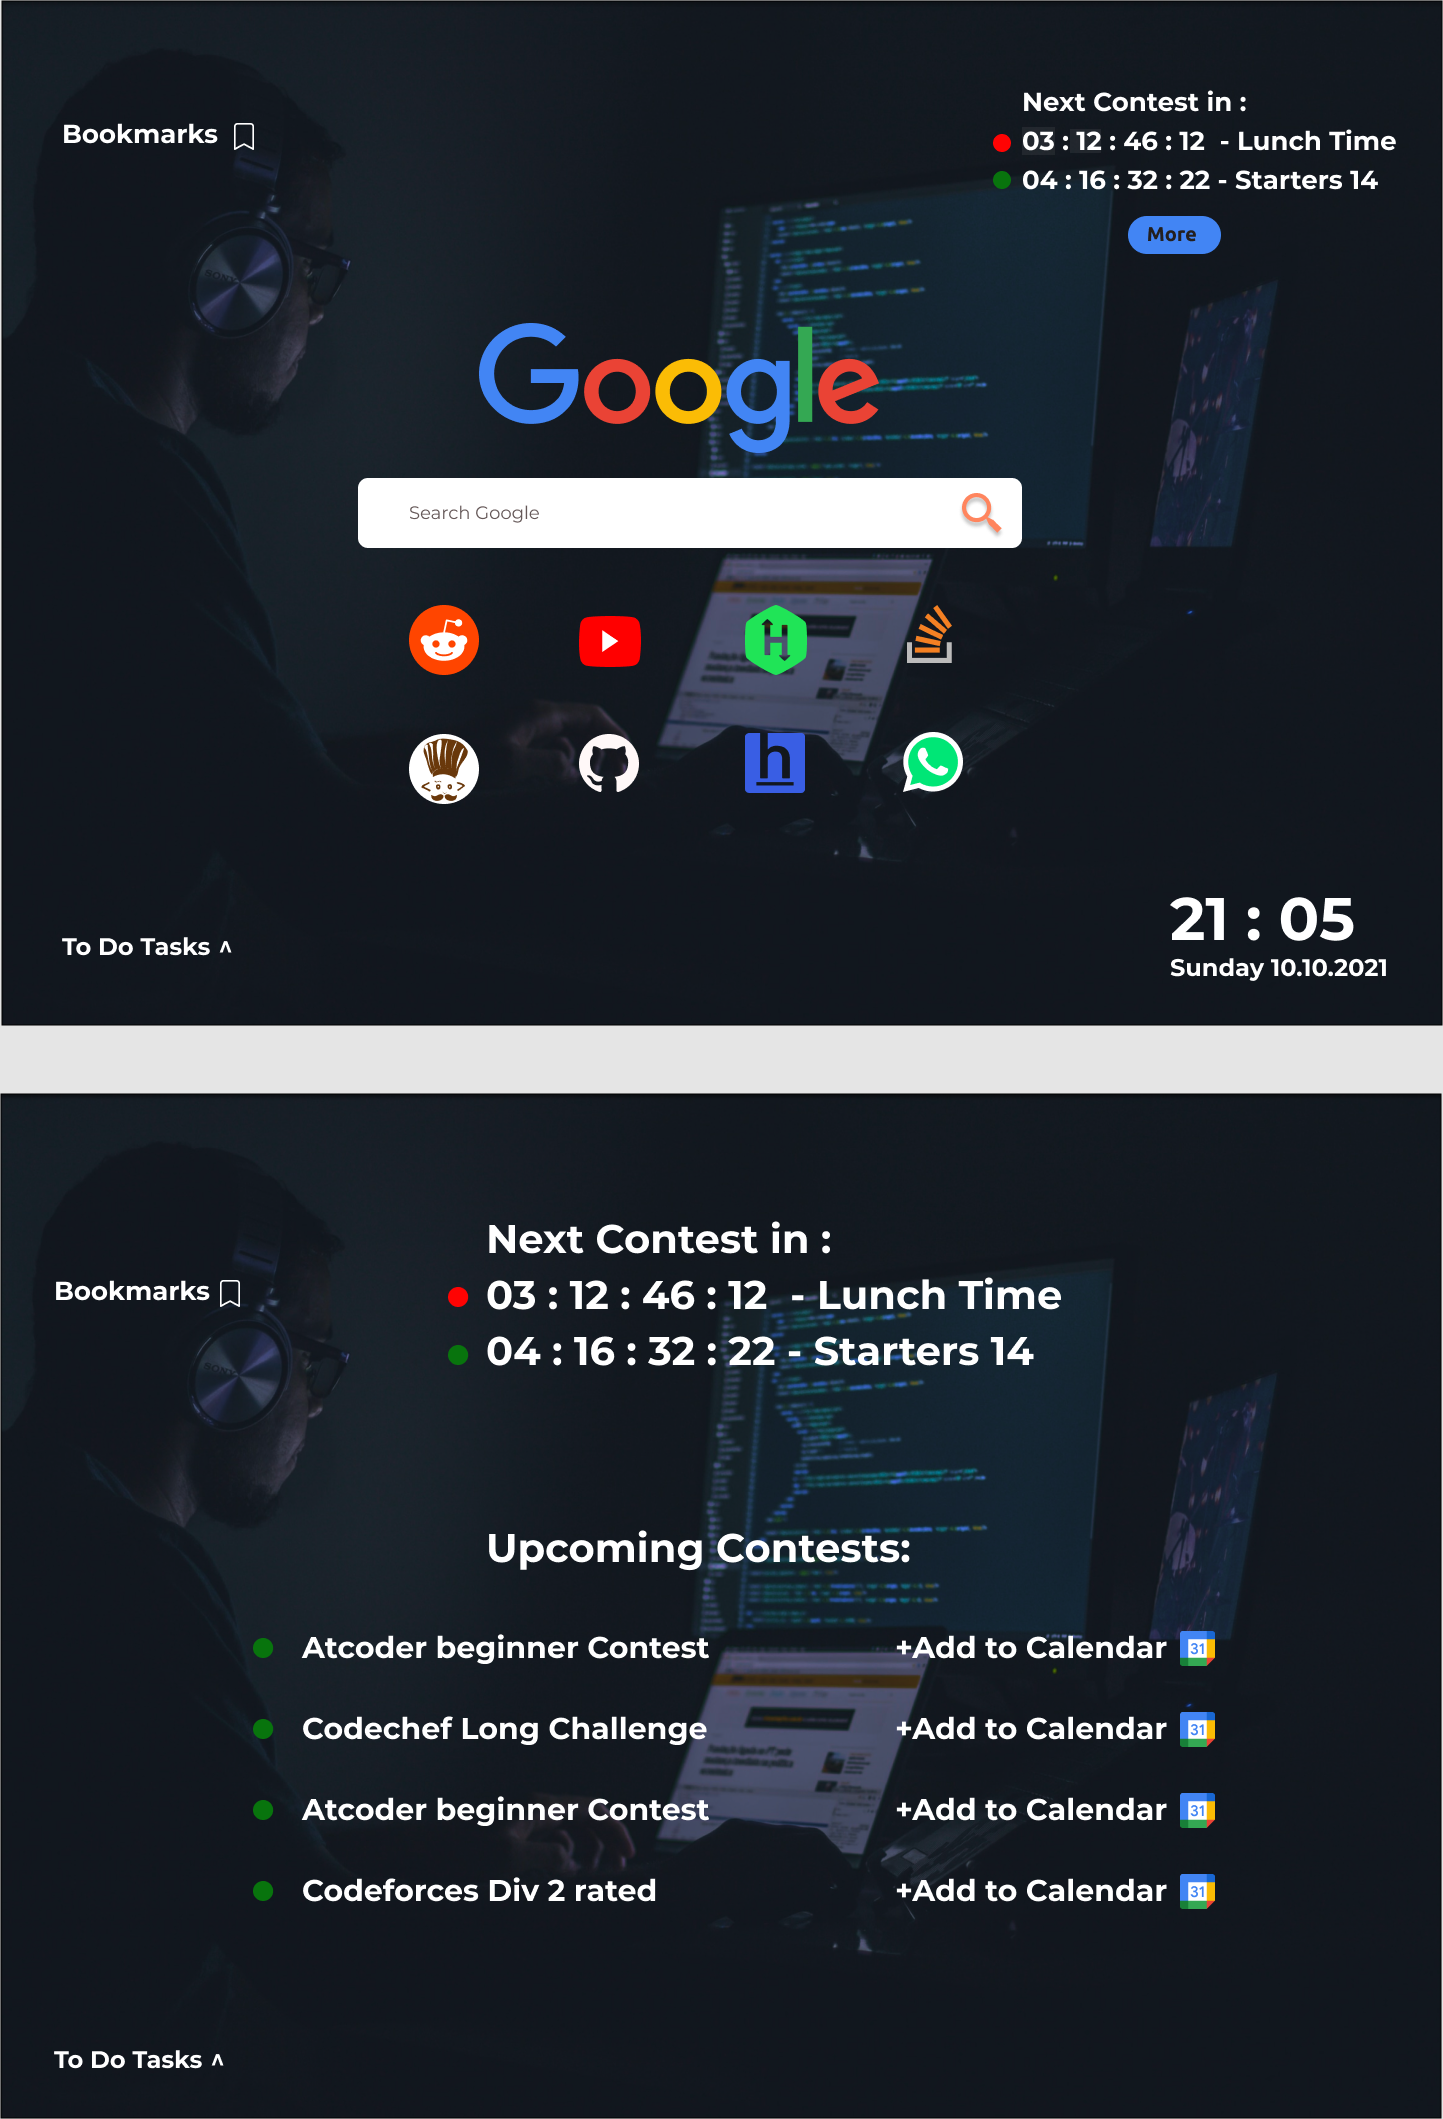 Next Contest in :
Bookmarks
03 : 12 : 46 : 12 - Lunch Time
04 : 16 : 32 : 22 - Starters 14
More
SONY
Google
Search Google
H
h
21 : 05
To Do Tasks ^
Sunday 10.10.2021
Next Contest in :
Bookmarks
03 : 12 : 46 : 12 - Lunch Time
04 : 16 : 32 : 22 - Starters 14
SONY
Upcoming Contests:
Atcoder beginner Contest +Add to Calendar 31
Codechef Long Challenge +Add to Calendar 31
Atcoder beginner Contest +Add to Calendar 31
Codeforces Div 2 rated +Add to Calendar 31
To Do Tasks ^